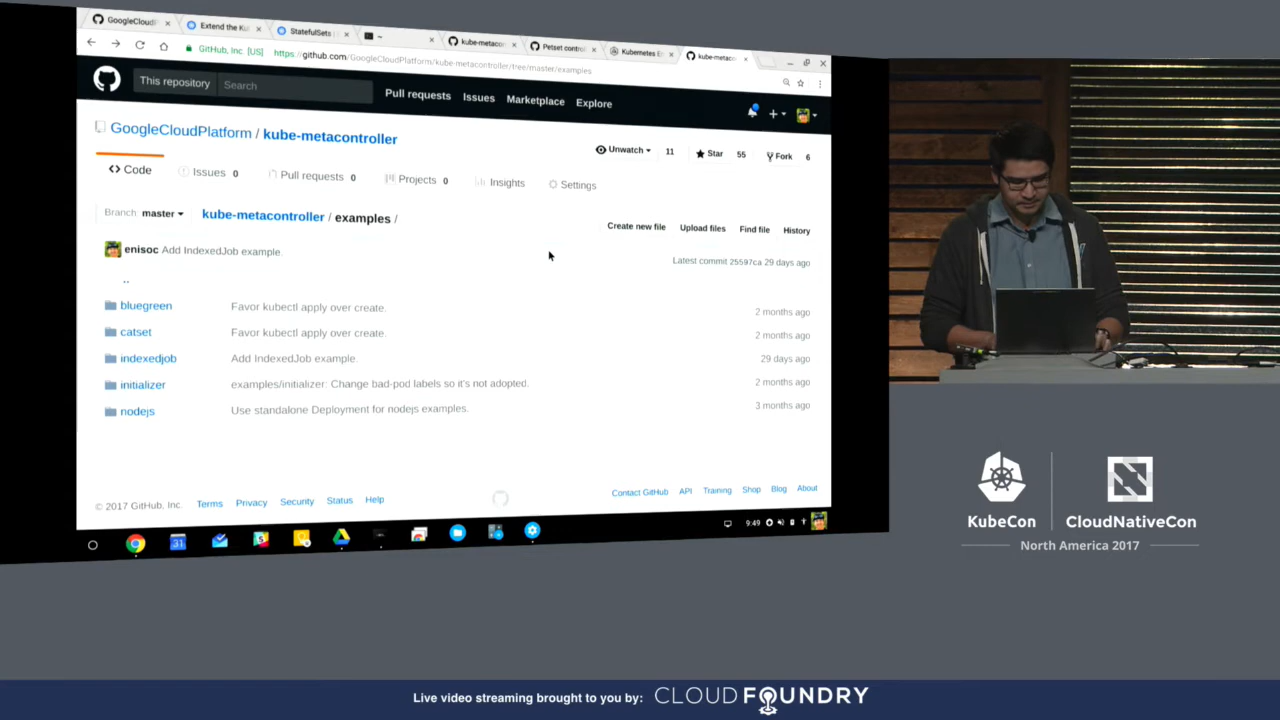 GoogleCloudP
Extend the Ku
StatefulSets
~
kube-metacon
Petset control
Kubernetes E
kube-metaco
GitHub, Inc. [US]
https://github.com/GoogleCloudPlatform/kube-metacontroller/tree/master/examples
This repository
Search
Pull requests
Issues
Marketplace
Explore
GoogleCloudPlatform / kube-metacontroller
Unwatch
11
Star
55
Fork
6
Code
Issues 0
Pull requests 0
Projects 0
Insights
Settings
Branch: master
kube-metacontroller / examples /
Create new file
Upload files
Find file
History
enisoc Add IndexedJob example.
Latest commit 25597ca 29 days ago
..
bluegreen Favor kubectl apply over create. 2 months ago
catset Favor kubectl apply over create. 2 months ago
indexedjob Add IndexedJob example. 29 days ago
initializer examples/initializer: Change bad-pod labels so it's not adopted. 2 months ago
nodejs Use standalone Deployment for nodejs examples. 3 months ago
© 2017 GitHub, Inc.
Terms
Privacy
Security
Status
Help
Contact GitHub
API
Training
Shop
Blog
About
31
9:49
KubeCon
CloudNativeCon
North America 2017
Live video streaming brought to you by: CLOUD FOUNDRY